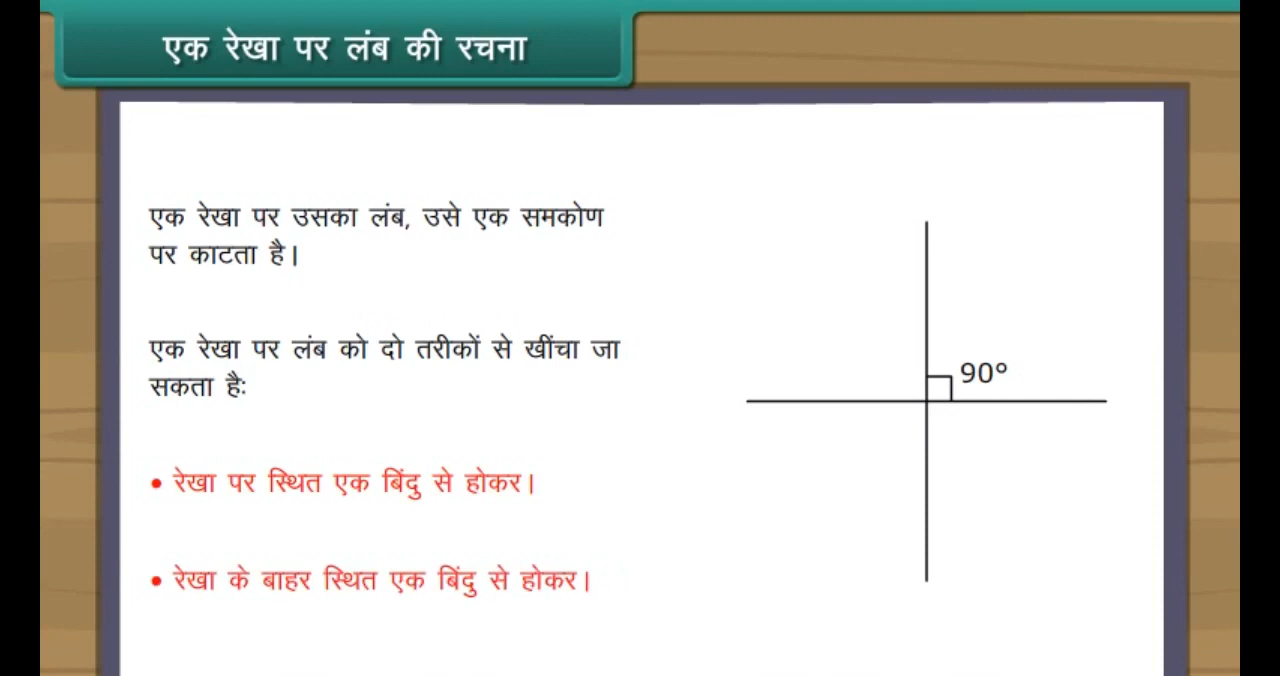 एक रेखा पर लंब की रचना
एक रेखा पर उसका लंब, उसे एक समकोण
पर काटता है।
एक रेखा पर लंब को दो तरीकों से खींचा जा
सकता है:
• रेखा पर स्थित एक बिंदु से होकर।
• रेखा के बाहर स्थित एक बिंदु से होकर।
90°